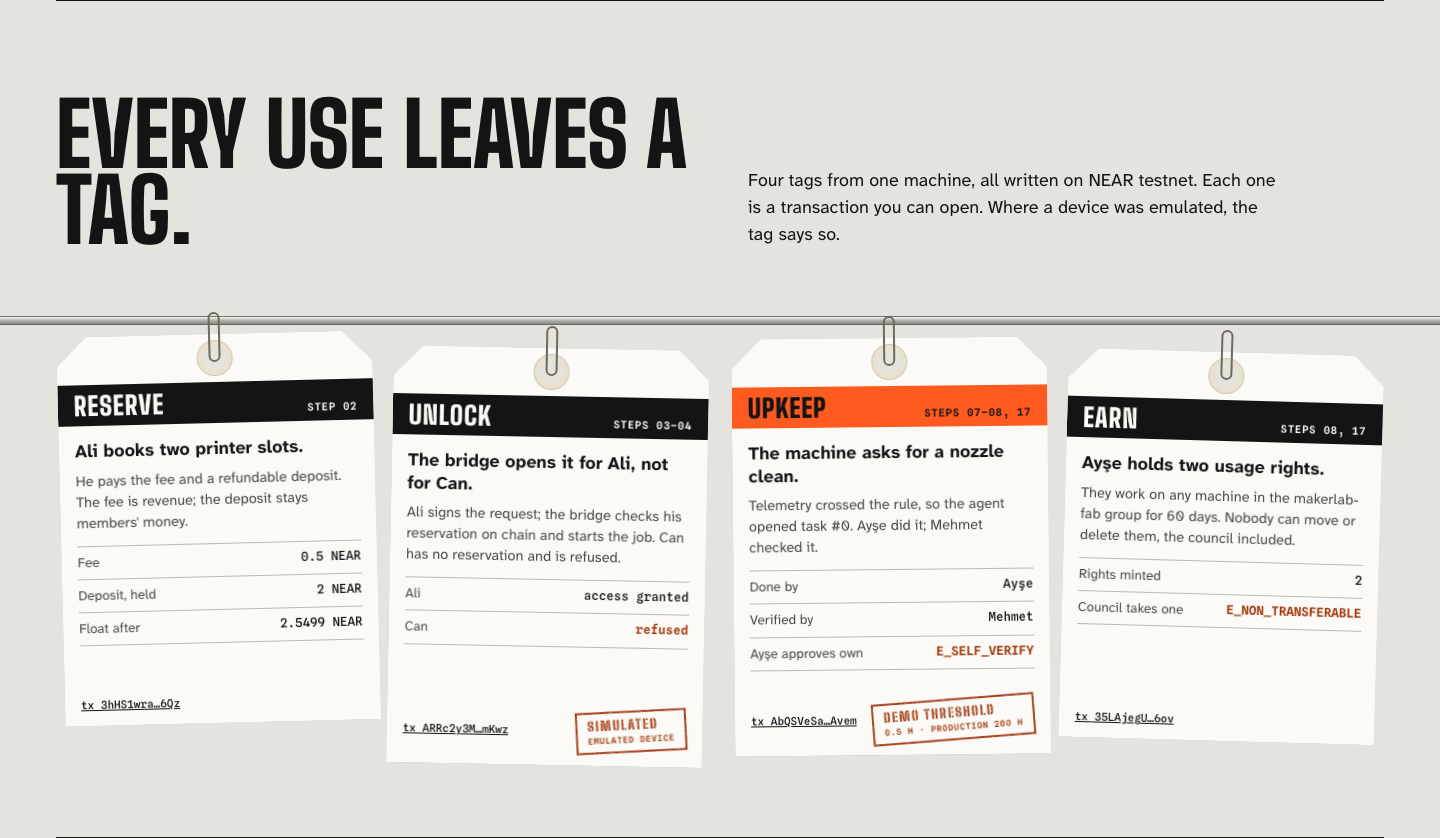 EVERY USE LEAVES A
TAG.
Four tags from one machine, all written on NEAR testnet. Each one
is a transaction you can open. Where a device was emulated, the
tag says so.
RESERVE STEP 02
Ali books two printer slots.
He pays the fee and a refundable deposit.
The fee is revenue; the deposit stays
members' money.
Fee 0.5 NEAR
Deposit, held 2 NEAR
Float after 2.5499 NEAR
tx 3hHS1wra…6Qz
UNLOCK STEPS 03–04
The bridge opens it for Ali, not
for Can.
Ali signs the request; the bridge checks his
reservation on chain and starts the job. Can
has no reservation and is refused.
Ali access granted
Can refused
tx ARRc2y3M…mKwz
SIMULATED
EMULATED DEVICE
UPKEEP STEPS 07–08, 17
The machine asks for a nozzle
clean.
Telemetry crossed the rule, so the agent
opened task #0. Ayşe did it; Mehmet
checked it.
Done by Ayşe
Verified by Mehmet
Ayşe approves own E_SELF_VERIFY
tx AbQSVeSa…Avem
DEMO THRESHOLD
0.5 H · PRODUCTION 200 H
EARN STEPS 08, 17
Ayşe holds two usage rights.
They work on any machine in the makerlab-
fab group for 60 days. Nobody can move or
delete them, the council included.
Rights minted 2
Council takes one E_NON_TRANSFERABLE
tx 35LAjegU…6ov